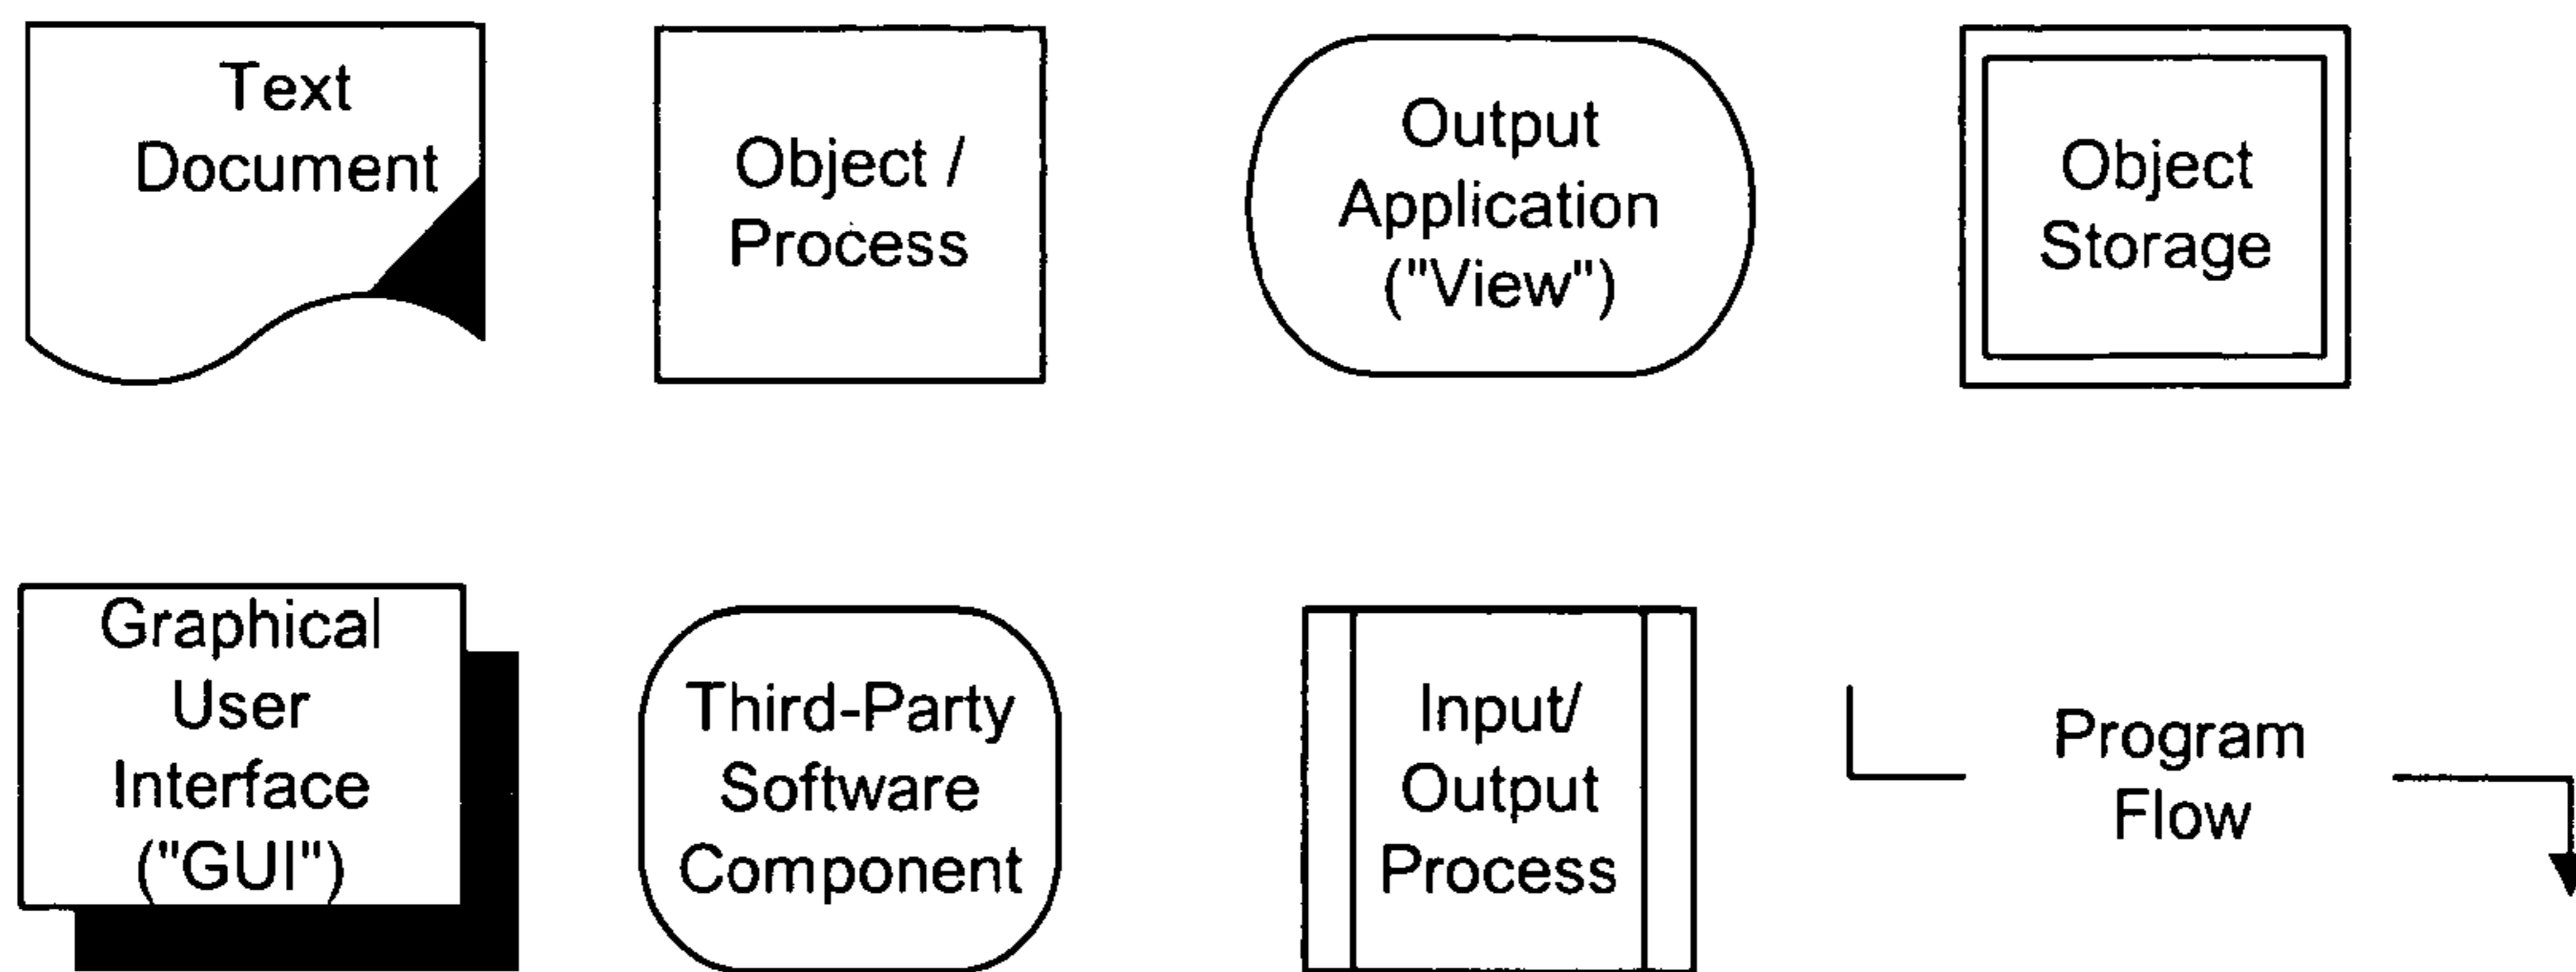 Text
Document
Object /
Process
Output
Application
("View")
Object
Storage
Graphical
User
Interface
("GUI")
Third-Party
Software
Component
Input/
Output
Process
Program
Flow